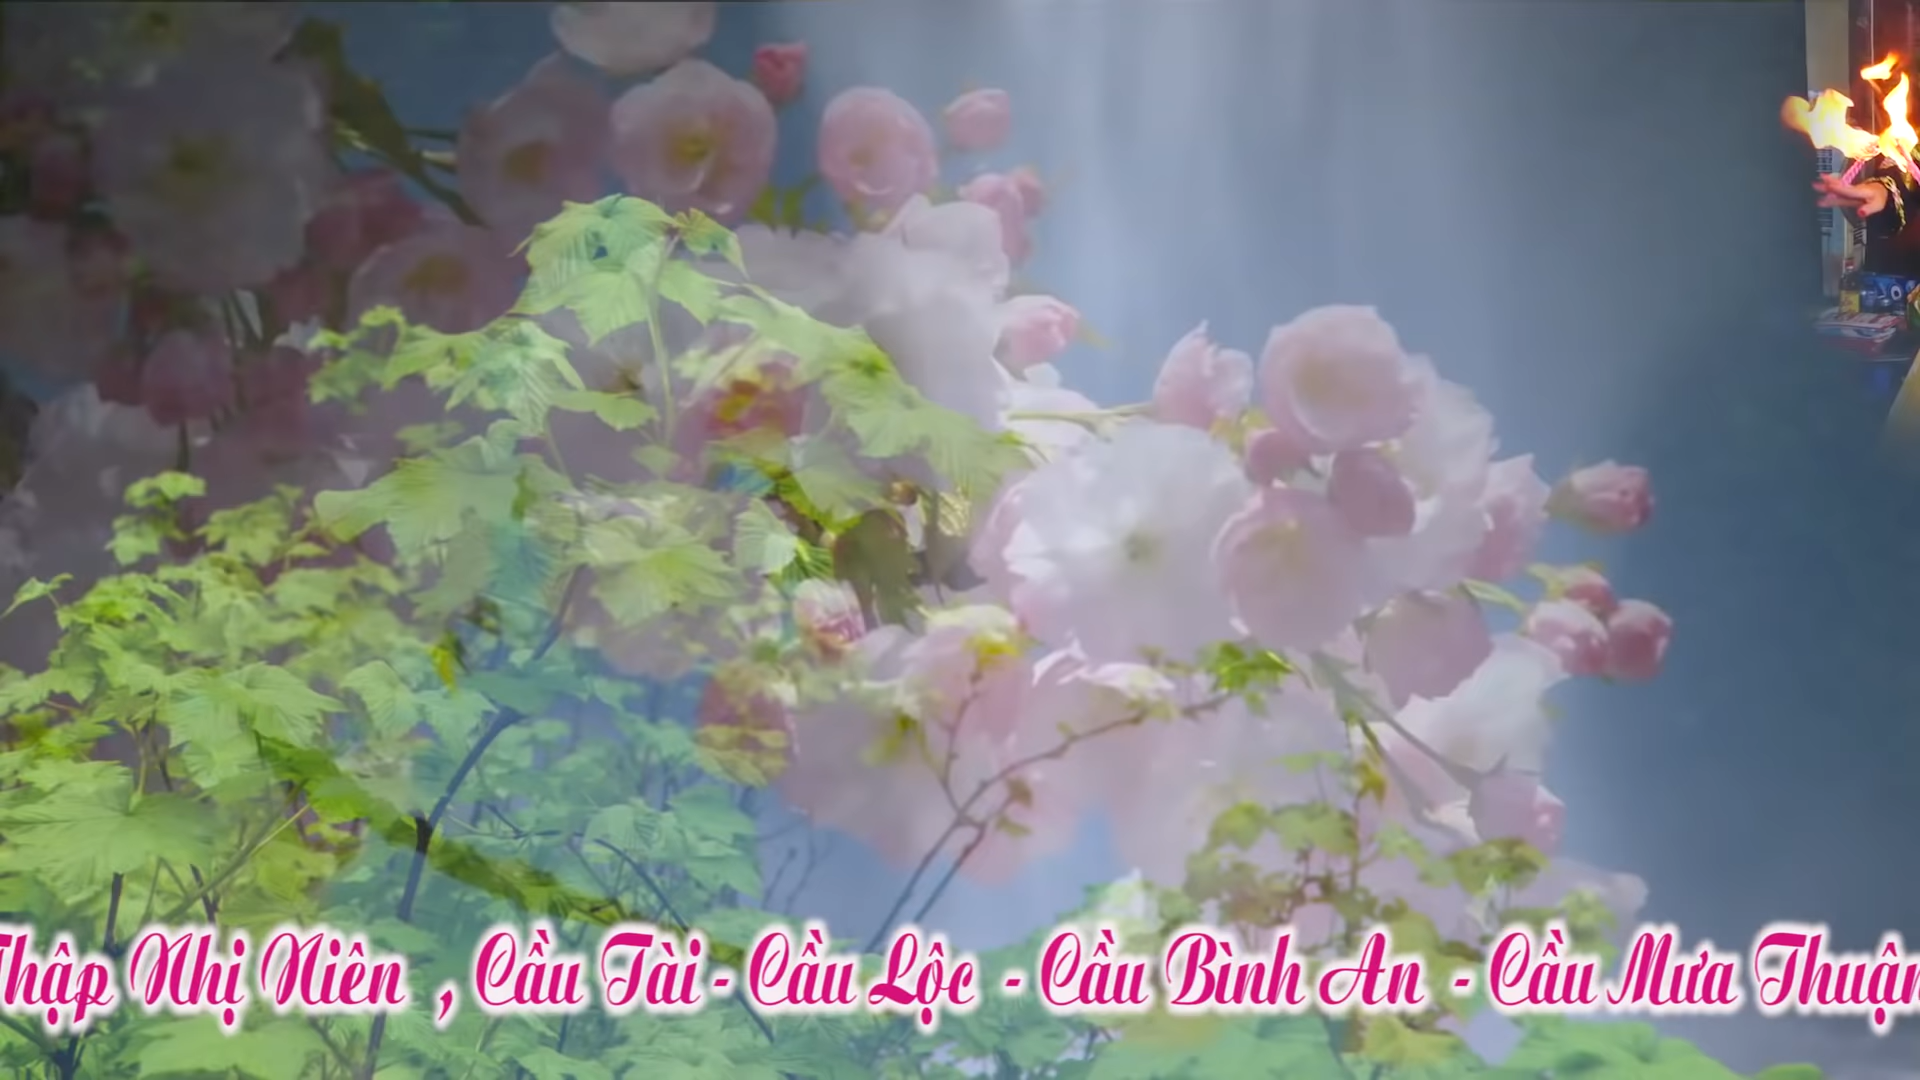 Thập Nhị Niên , Cầu Tài - Cầu Lộc - Cầu Bình An - Cầu Mưa Thuận